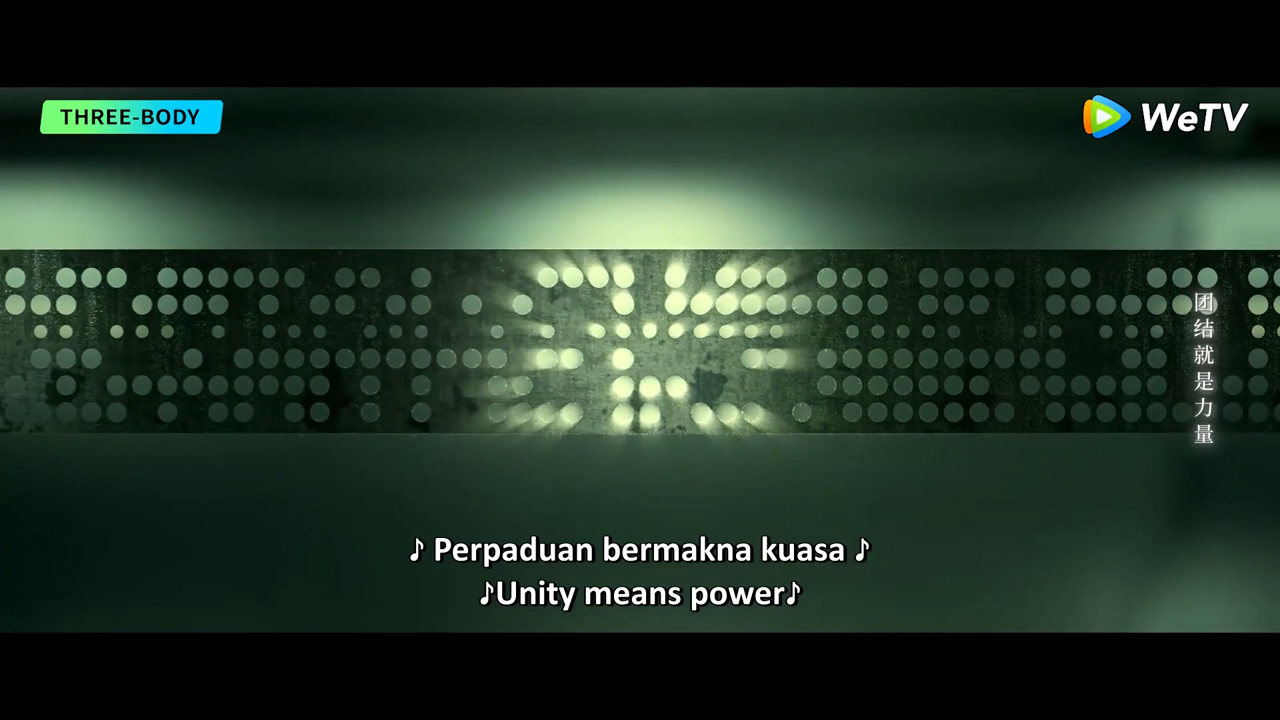 THREE-BODY
WeTV
团结就是力量
♪ Perpaduan bermakna kuasa ♪
♪Unity means power♪